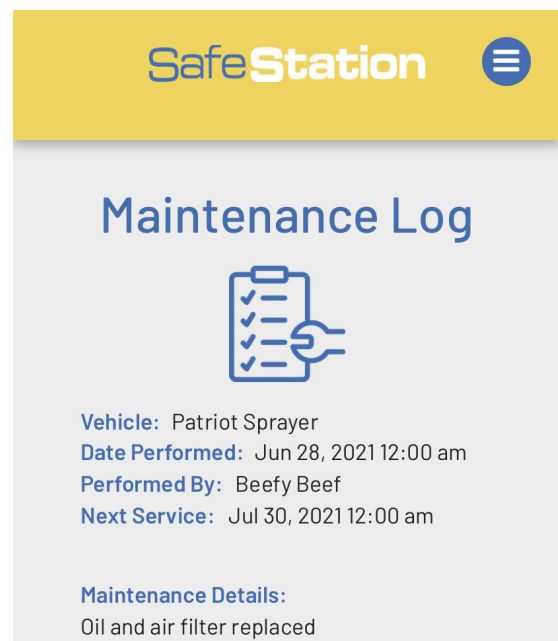 SafeStation
Maintenance Log
Vehicle: Patriot Sprayer
Date Performed: Jun 28, 2021 12:00 am
Performed By: Beefy Beef
Next Service: Jul 30, 2021 12:00 am
Maintenance Details:
Oil and air filter replaced